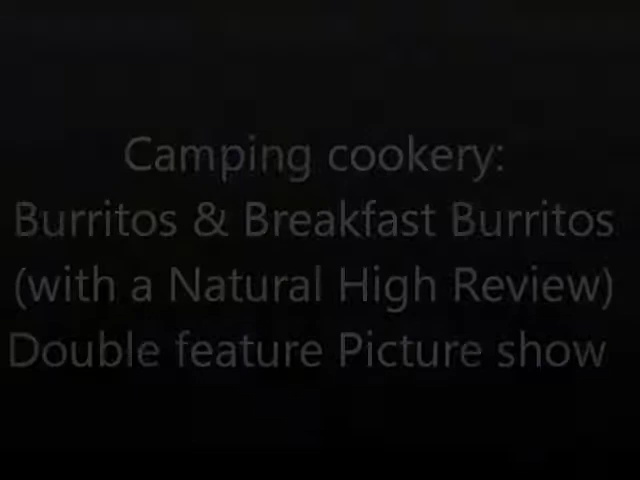 Camping cookery:
Burritos & Breakfast Burritos
(with a Natural High Review)
Double feature Picture show